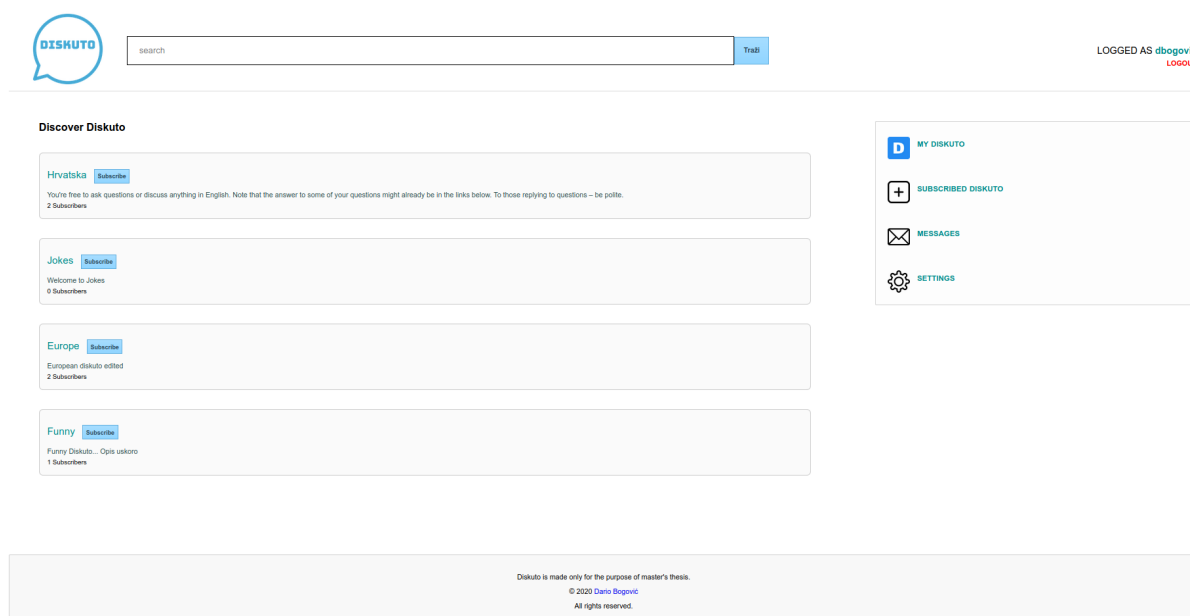 DISKUTO
search
Traži
LOGGED AS dbogovi
LOGOU
Discover Diskuto
Hrvatska Subscribe
You're free to ask questions or discuss anything in English. Note that the answer to some of your questions might already be in the links below. To those replying to questions – be polite.
2 Subscribers
Jokes Subscribe
Welcome to Jokes
0 Subscribers
Europe Subscribe
European diskuto edited
2 Subscribers
Funny Subscribe
Funny Diskuto... Opis uskoro
1 Subscribers
D MY DISKUTO
SUBSCRIBED DISKUTO
MESSAGES
SETTINGS
Diskuto is made only for the purpose of master's thesis.
© 2020 Dario Bogović
All rights reserved.